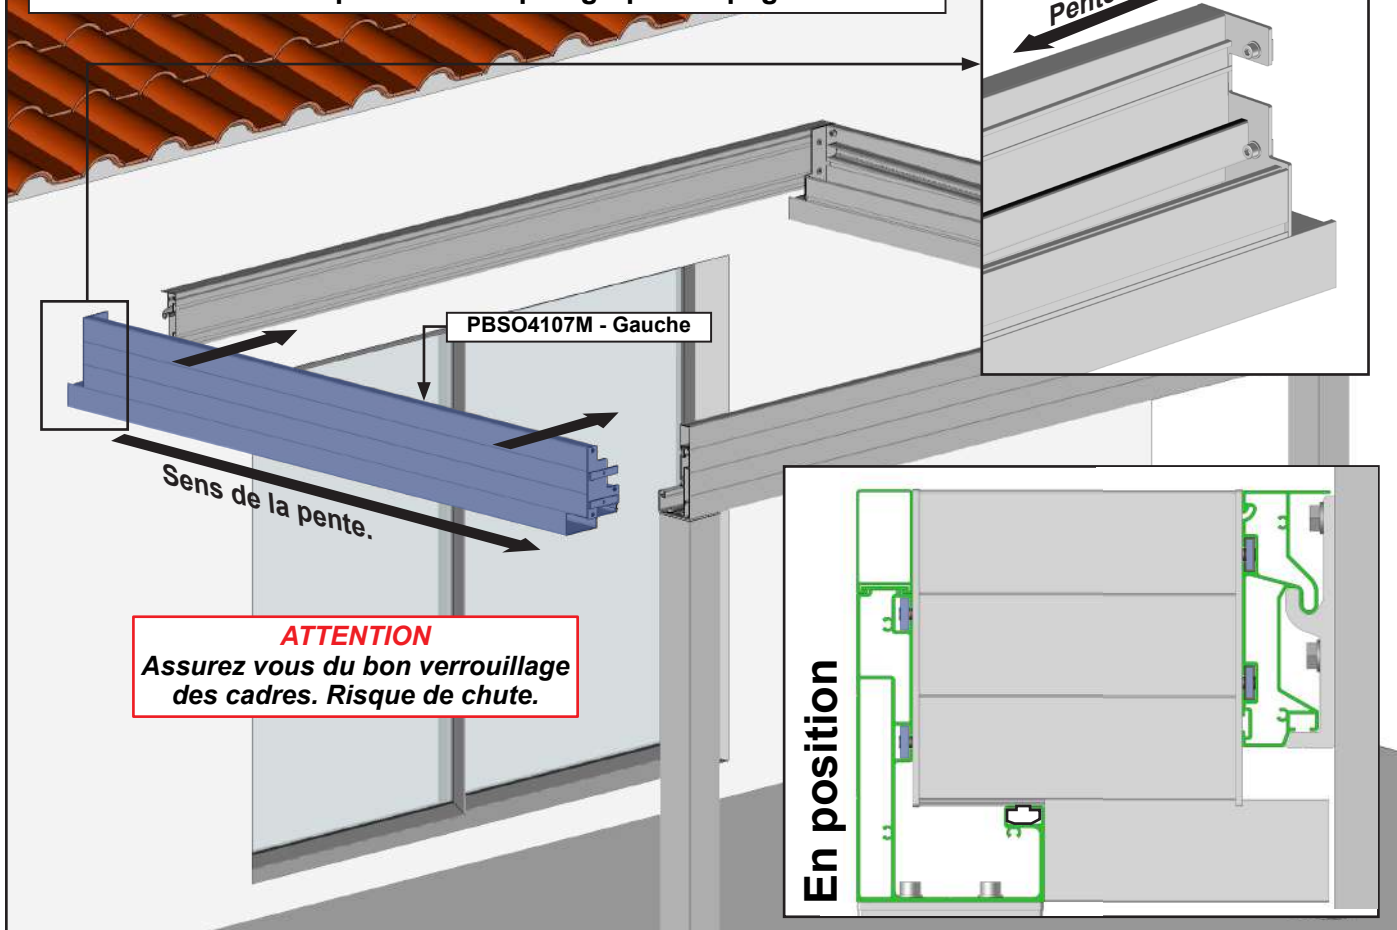 Pente
PBSO4107M - Gauche
Sens de la pente.
ATTENTION
Assurez vous du bon verrouillage
des cadres. Risque de chute.
En position